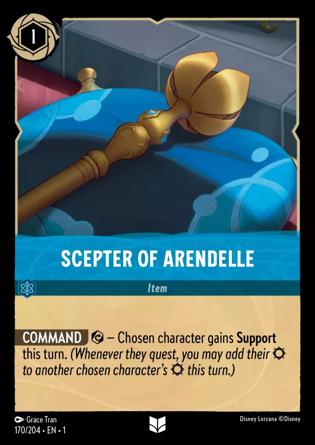 1
SCEPTER OF ARENDELLE
Item
COMMAND – Chosen character gains Support
this turn. (Whenever they quest, you may add their
to another chosen character's this turn.)
Grace Tran
170/204 • EN • 1
Disney Lorcana ©Disney